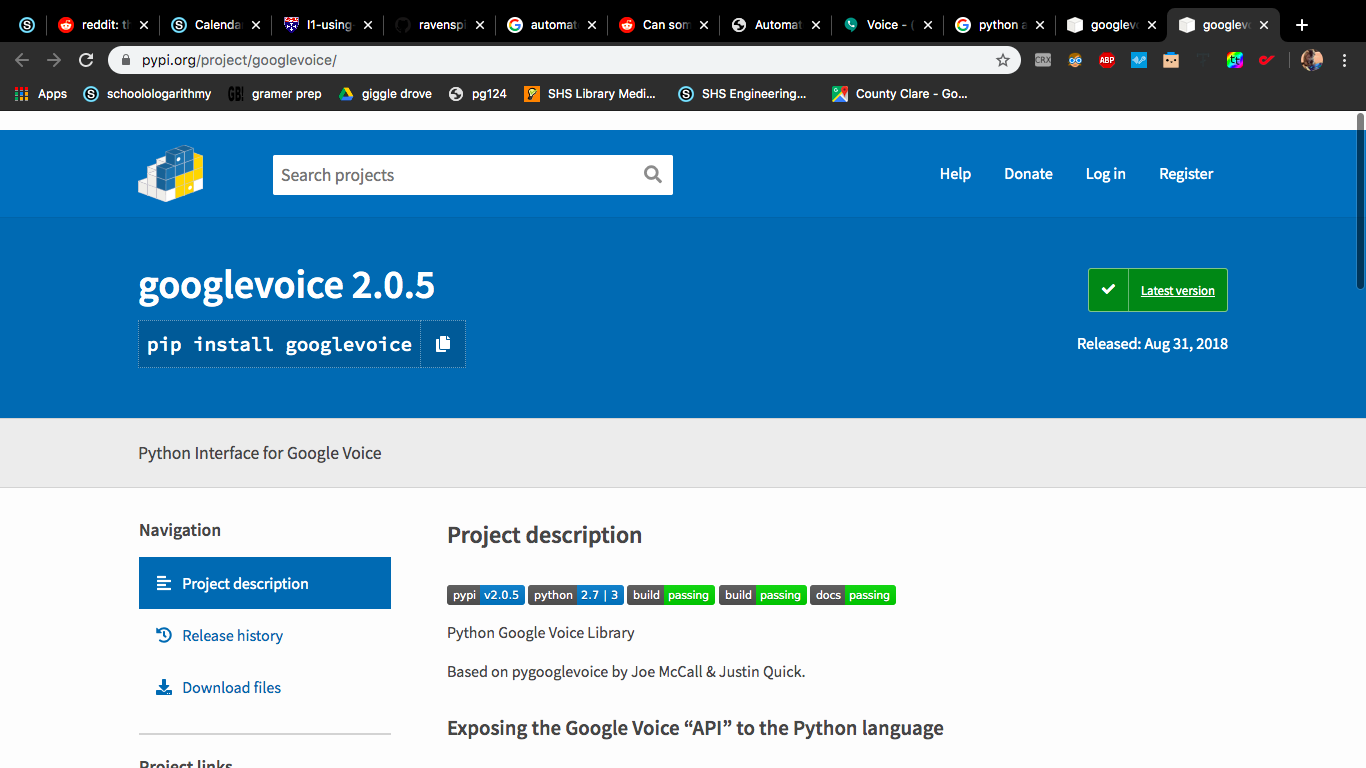 reddit: th
Calenda
l1-using-
ravenspi
automat
Can som
Automat
Voice - (
python a
googlevo
googlevo
pypi.org/project/googlevoice/
CRX
ABP
Apps
schoolologarithmy
gramer prep
giggle drove
pg124
SHS Library Medi...
SHS Engineering...
County Clare - Go...
Search projects
Help
Donate
Log in
Register
googlevoice 2.0.5
Latest version
pip install googlevoice
Released: Aug 31, 2018
Python Interface for Google Voice
Navigation
Project description
Release history
Download files
Project links
Project description
pypi v2.0.5 python 2.7 | 3 build passing build passing docs passing
Python Google Voice Library
Based on pygooglevoice by Joe McCall & Justin Quick.
Exposing the Google Voice “API” to the Python language